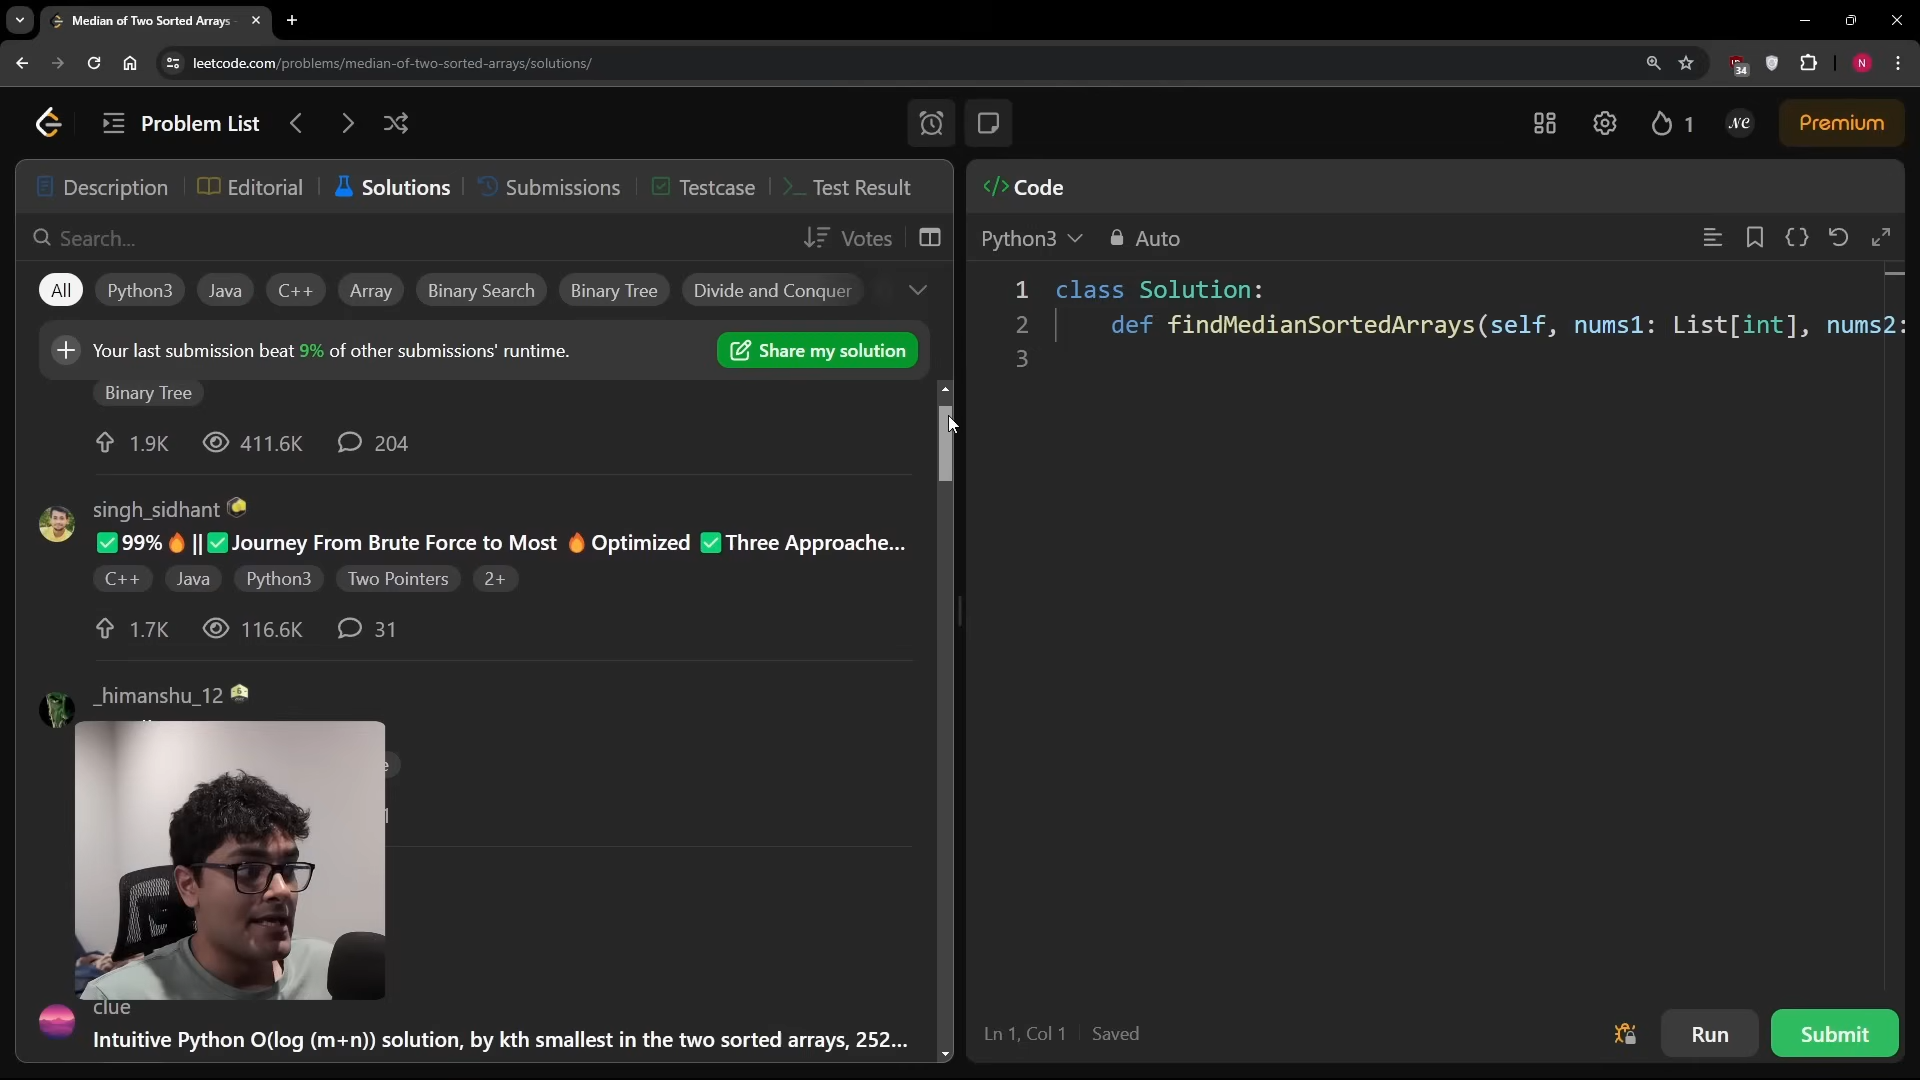 Median of Two Sorted Arrays
leetcode.com/problems/median-of-two-sorted-arrays/solutions/
34
N
Problem List
1
NC
Premium
Description
Editorial
Solutions
Submissions
Testcase
Test Result
</> Code
Search...
Votes
Python3
Auto
All
Python3
Java
C++
Array
Binary Search
Binary Tree
Divide and Conquer
Your last submission beat 9% of other submissions' runtime.
Share my solution
1 class Solution:
2 def findMedianSortedArrays(self, nums1: List[int], nums2:
3
Binary Tree
1.9K 411.6K 204
singh_sidhant
✅99%🔥||✅Journey From Brute Force to Most 🔥Optimized ✅Three Approache...
C++ Java Python3 Two Pointers 2+
1.7K 116.6K 31
_himanshu_12
clue
Intuitive Python O(log (m+n)) solution, by kth smallest in the two sorted arrays, 252...
Ln 1, Col 1
Saved
Run
Submit